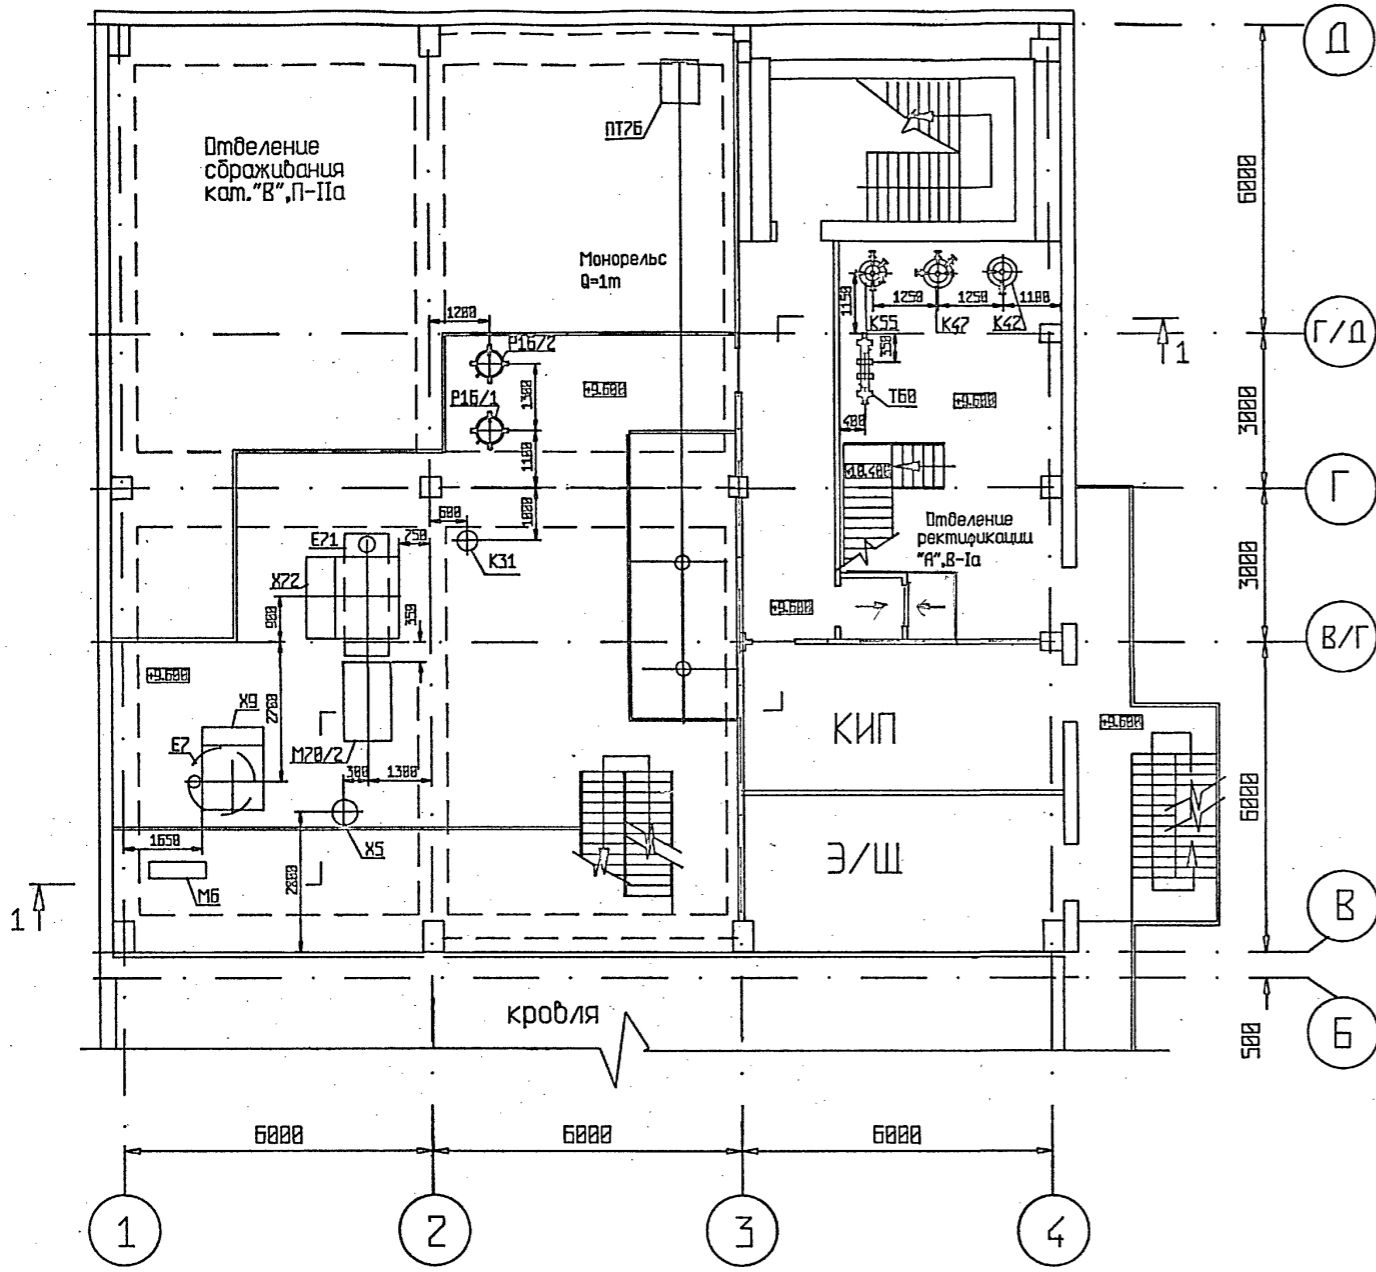 Д
Отделение
сбраживания
кат."В",П-IIа
ПТ76
6000
Монорельс
Q=1т
1250
1250
1100
1150
К55
К47
К42
1200
Р16/2
Г/Д
1
350
Р16/1
1300
+9.600
Т60
+9.600
3000
400
1100
+10.400
Г
600
1000
Отделение
ректификации
"А",В-Iа
Е71
750
К31
Х72
3000
900
350
+9.600
В/Г
+9.600
Х9
2700
КИП
+9.600
Е7
М70/2
300
1300
6000
1650
Х5
Э/Щ
М6
2800
1
В
кровля
500
Б
6000
6000
6000
1
2
3
4